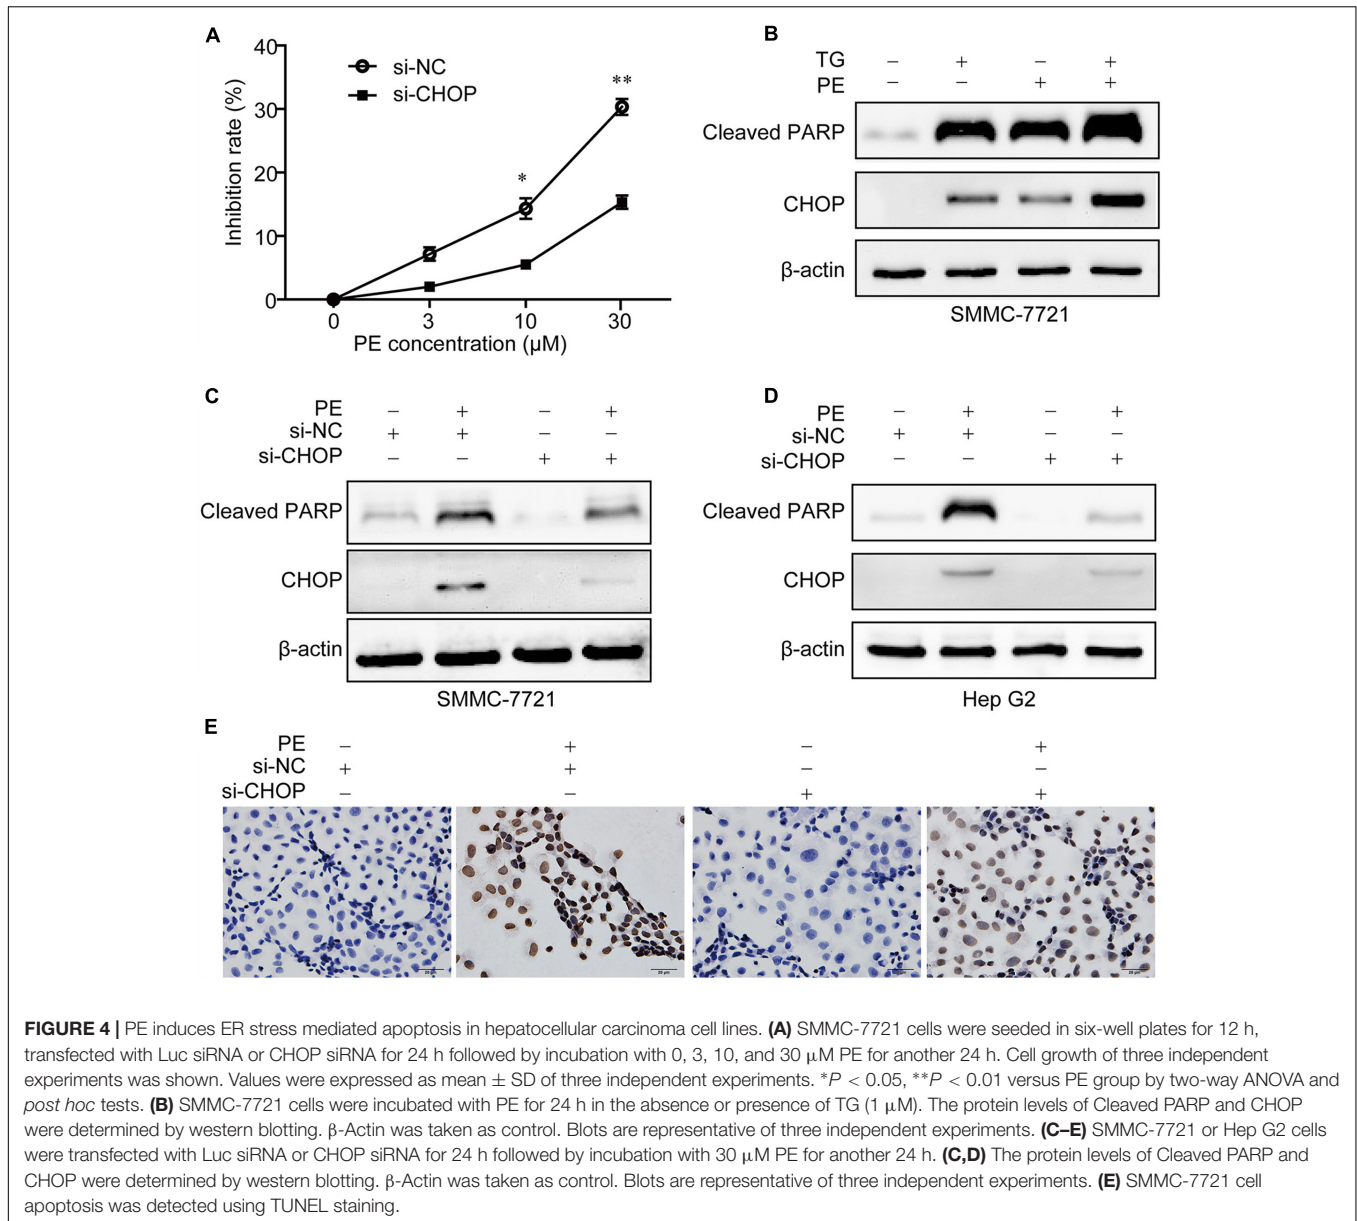 A
40
30
20
10
0
Inhibition rate (%)
si-NC
si-CHOP
*
**
0 3 10 30
PE concentration (μM)
B
TG − + − +
PE − − + +
Cleaved PARP
CHOP
β-actin
SMMC-7721
C
PE − + − +
si-NC + + − −
si-CHOP − − + +
Cleaved PARP
CHOP
β-actin
SMMC-7721
D
PE − + − +
si-NC + + − −
si-CHOP − − + +
Cleaved PARP
CHOP
β-actin
Hep G2
E
PE − + − +
si-NC + + − −
si-CHOP − − + +
FIGURE 4 | PE induces ER stress mediated apoptosis in hepatocellular carcinoma cell lines. (A) SMMC-7721 cells were seeded in six-well plates for 12 h,
transfected with Luc siRNA or CHOP siRNA for 24 h followed by incubation with 0, 3, 10, and 30 μM PE for another 24 h. Cell growth of three independent
experiments was shown. Values were expressed as mean ± SD of three independent experiments. *P < 0.05, **P < 0.01 versus PE group by two-way ANOVA and
post hoc tests. (B) SMMC-7721 cells were incubated with PE for 24 h in the absence or presence of TG (1 μM). The protein levels of Cleaved PARP and CHOP
were determined by western blotting. β-Actin was taken as control. Blots are representative of three independent experiments. (C–E) SMMC-7721 or Hep G2 cells
were transfected with Luc siRNA or CHOP siRNA for 24 h followed by incubation with 30 μM PE for another 24 h. (C,D) The protein levels of Cleaved PARP and
CHOP were determined by western blotting. β-Actin was taken as control. Blots are representative of three independent experiments. (E) SMMC-7721 cell
apoptosis was detected using TUNEL staining.